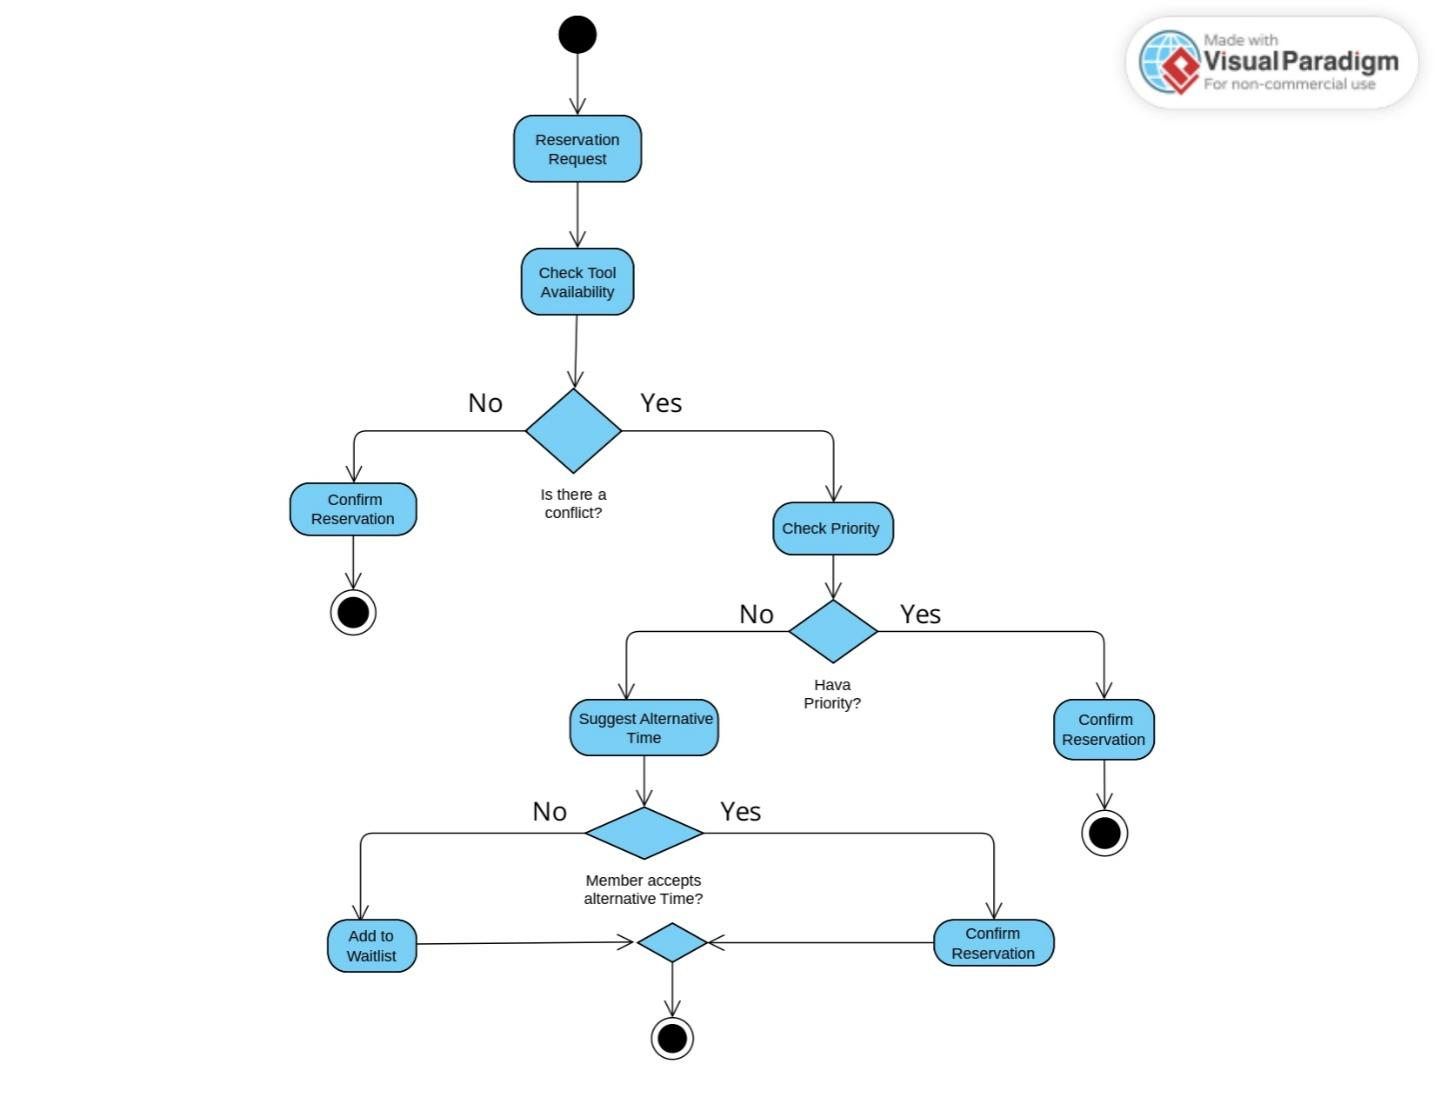 Made with
Visual Paradigm
For non-commercial use
Reservation
Request
Check Tool
Availability
No
Yes
Is there a
conflict?
Confirm
Reservation
Check Priority
No
Yes
Hava
Priority?
Suggest Alternative
Time
Confirm
Reservation
No
Yes
Member accepts
alternative Time?
Add to
Waitlist
Confirm
Reservation